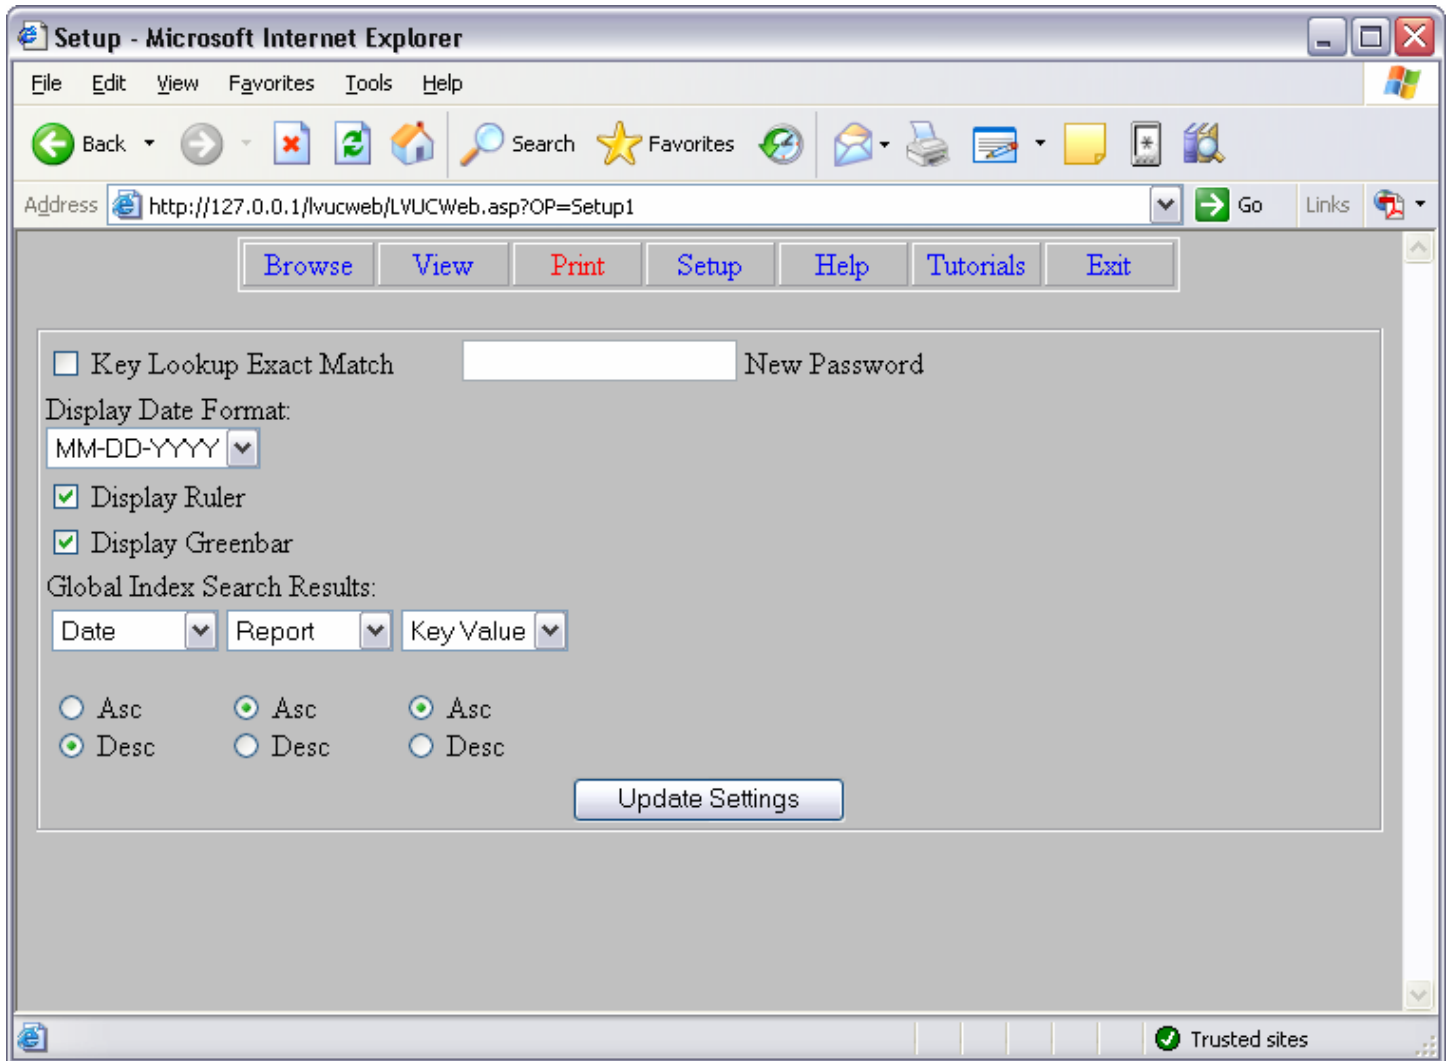 Setup - Microsoft Internet Explorer
File Edit View Favorites Tools Help
Back Search Favorites
Address http://127.0.0.1/lvucweb/LVUCWeb.asp?OP=Setup1 Go Links
Browse View Print Setup Help Tutorials Exit
Key Lookup Exact Match New Password
Display Date Format:
MM-DD-YYYY
Display Ruler
Display Greenbar
Global Index Search Results:
Date Report Key Value
Asc Asc Asc
Desc Desc Desc
Update Settings
Trusted sites